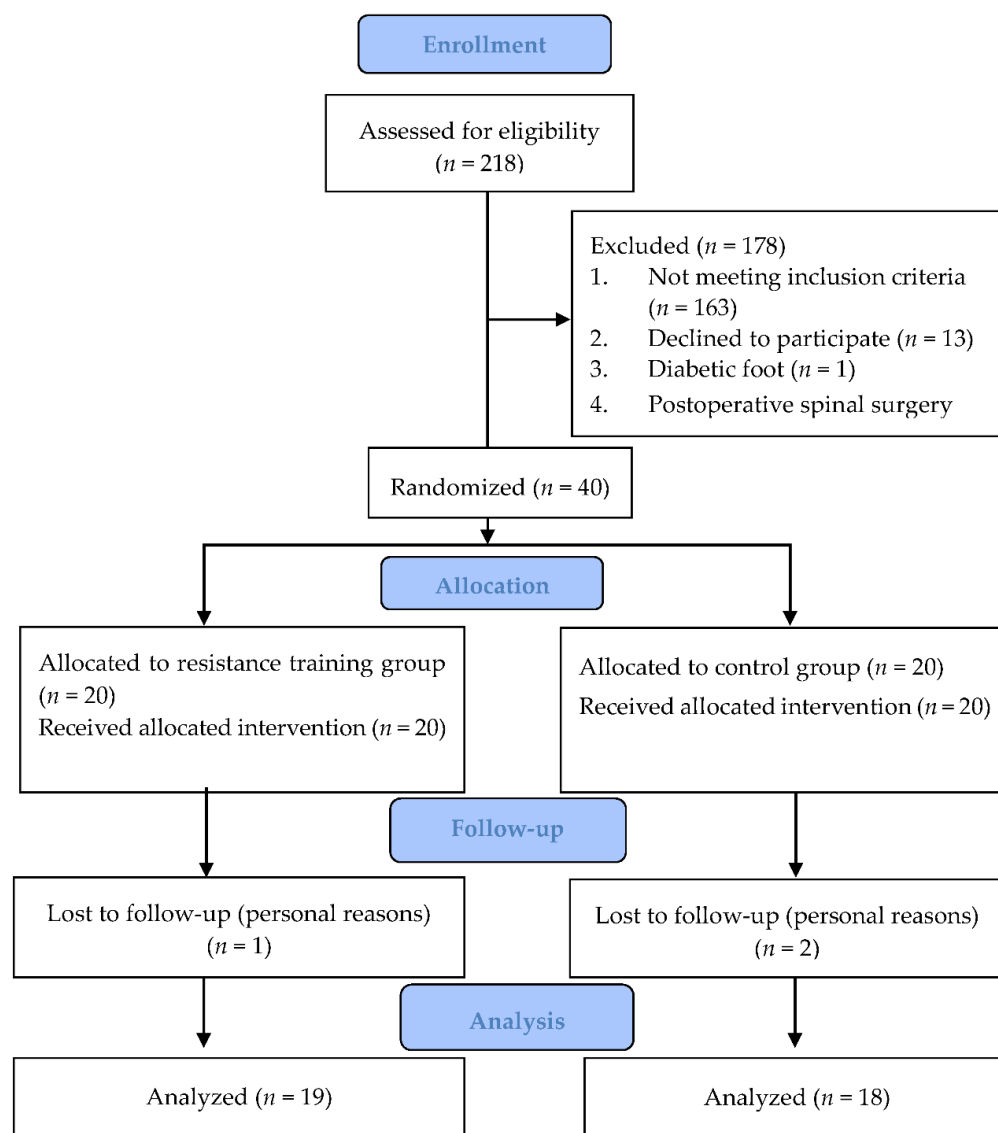 Enrollment
Assessed for eligibility
(n = 218)
Excluded (n = 178)
1. Not meeting inclusion criteria
(n = 163)
2. Declined to participate (n = 13)
3. Diabetic foot (n = 1)
4. Postoperative spinal surgery
Randomized (n = 40)
Allocation
Allocated to resistance training group
(n = 20)
Received allocated intervention (n = 20)
Allocated to control group (n = 20)
Received allocated intervention (n = 20)
Follow-up
Lost to follow-up (personal reasons)
(n = 1)
Lost to follow-up (personal reasons)
(n = 2)
Analysis
Analyzed (n = 19)
Analyzed (n = 18)